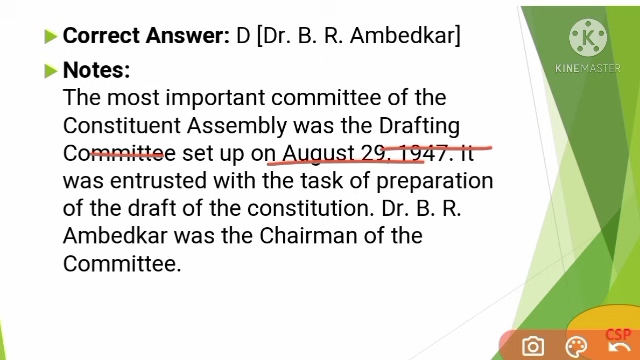 Correct Answer: D [Dr. B. R. Ambedkar]
KINEMASTER
Notes:
The most important committee of the
Constituent Assembly was the Drafting
Committee set up on August 29, 1947. It
was entrusted with the task of preparation
of the draft of the constitution. Dr. B. R.
Ambedkar was the Chairman of the
Committee.
CSP